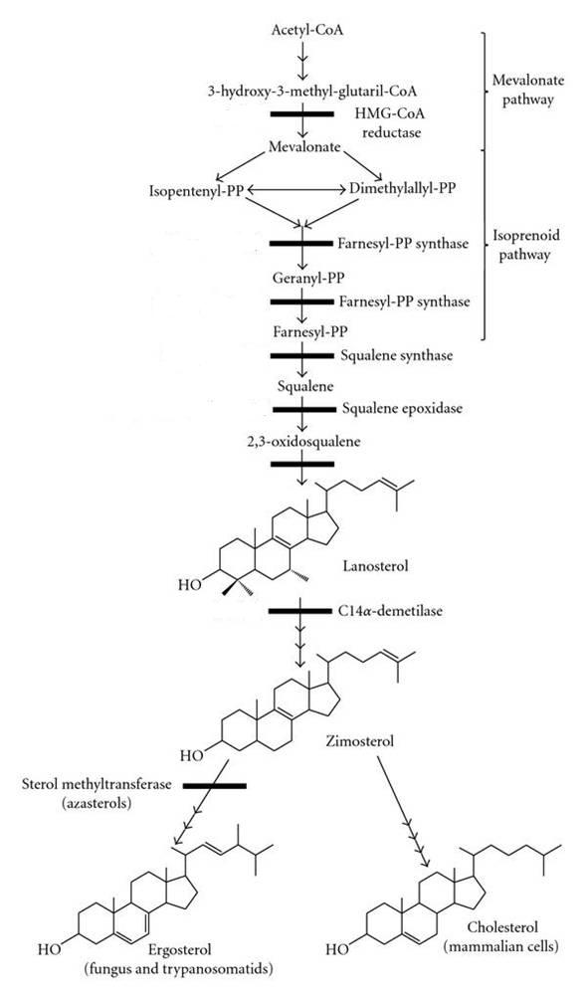 Acetyl-CoA
3-hydroxy-3-methyl-glutaril-CoA
Mevalonate
pathway
HMG-CoA
reductase
Mevalonate
Isopentenyl-PP
Dimethylallyl-PP
Isoprenoid
pathway
Farnesyl-PP synthase
Geranyl-PP
Farnesyl-PP synthase
Farnesyl-PP
Squalene synthase
Squalene
Squalene epoxidase
2,3-oxidosqualene
Lanosterol
HO
C14α-demetilase
Zimosterol
HO
Sterol methyltransferase
(azasterols)
HO
Ergosterol
(fungus and trypanosomatids)
HO
Cholesterol
(mammalian cells)